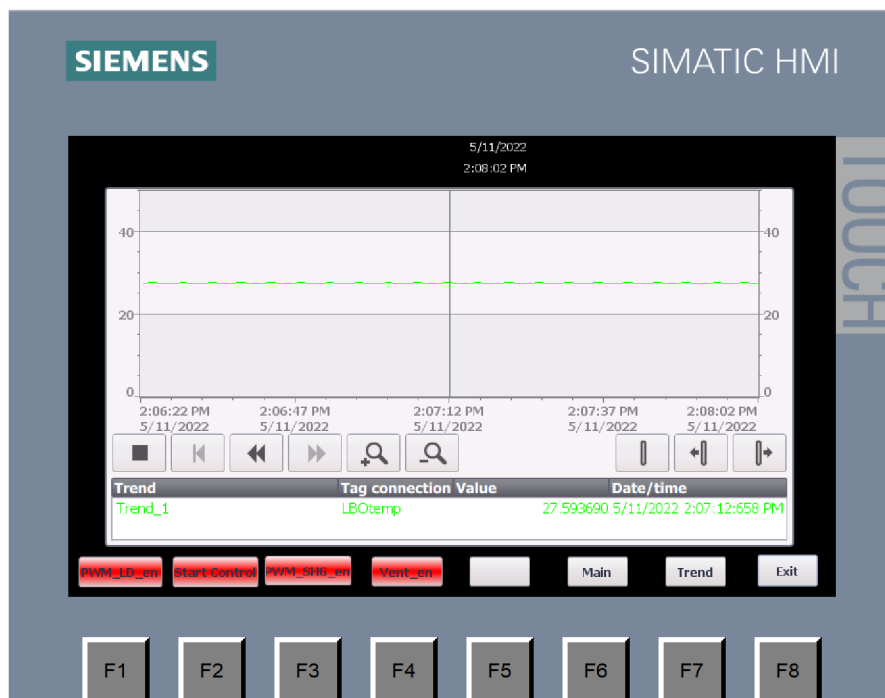 SIEMENS
SIMATIC HMI
TOUCH
5/11/2022
2:08:02 PM
40 40
20 20
0 0
2:06:22 PM 2:06:47 PM 2:07:12 PM 2:07:37 PM 2:08:02 PM
5/11/2022 5/11/2022 5/11/2022 5/11/2022 5/11/2022
Trend Tag connection Value Date/time
Trend_1 LBOtemp 27.593690 5/11/2022 2:07:12:658 PM
PWM_LD_en Start Control PWM_SHG_en Vent_en Main Trend Exit
F1 F2 F3 F4 F5 F6 F7 F8